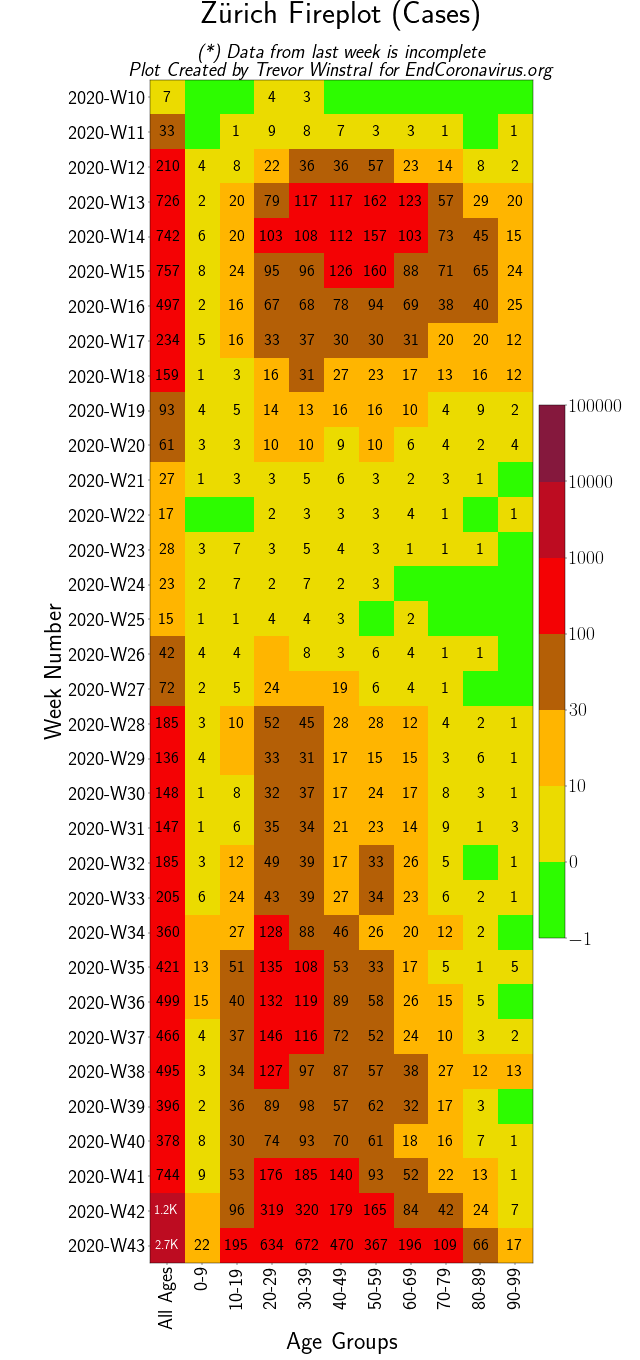 Zürich Fireplot (Cases)
(*) Data from last week is incomplete
Plot Created by Trevor Winstral for EndCoronavirus.org
2020-W10 7 4 3
2020-W11 33 1 9 8 7 3 3 1 1
2020-W12 210 4 8 22 36 36 57 23 14 8 2
2020-W13 726 2 20 79 117 117 162 123 57 29 20
2020-W14 742 6 20 103 108 112 157 103 73 45 15
2020-W15 757 8 24 95 96 126 160 88 71 65 24
2020-W16 497 2 16 67 68 78 94 69 38 40 25
2020-W17 234 5 16 33 37 30 30 31 20 20 12
2020-W18 159 1 3 16 31 27 23 17 13 16 12
2020-W19 93 4 5 14 13 16 16 10 4 9 2
2020-W20 61 3 3 10 10 9 10 6 4 2 4
2020-W21 27 1 3 3 5 6 3 2 3 1
2020-W22 17 2 3 3 3 4 1 1
2020-W23 28 3 7 3 5 4 3 1 1 1
2020-W24 23 2 7 2 7 2 3
2020-W25 15 1 1 4 4 3 2
2020-W26 42 4 4 8 3 6 4 1 1
2020-W27 72 2 5 24 19 6 4 1
2020-W28 185 3 10 52 45 28 28 12 4 2 1
2020-W29 136 4 33 31 17 15 15 3 6 1
2020-W30 148 1 8 32 37 17 24 17 8 3 1
2020-W31 147 1 6 35 34 21 23 14 9 1 3
2020-W32 185 3 12 49 39 17 33 26 5 1
2020-W33 205 6 24 43 39 27 34 23 6 2 1
2020-W34 360 27 128 88 46 26 20 12 2
2020-W35 421 13 51 135 108 53 33 17 5 1 5
2020-W36 499 15 40 132 119 89 58 26 15 5
2020-W37 466 4 37 146 116 72 52 24 10 3 2
2020-W38 495 3 34 127 97 87 57 38 27 12 13
2020-W39 396 2 36 89 98 57 62 32 17 3
2020-W40 378 8 30 74 93 70 61 18 16 7 1
2020-W41 744 9 53 176 185 140 93 52 22 13 1
2020-W42 1.2K 96 319 320 179 165 84 42 24 7
2020-W43 2.7K 22 195 634 672 470 367 196 109 66 17
All Ages 0-9 10-19 20-29 30-39 40-49 50-59 60-69 70-79 80-89 90-99
Age Groups
Week Number
100000
10000
1000
100
30
10
0
−1